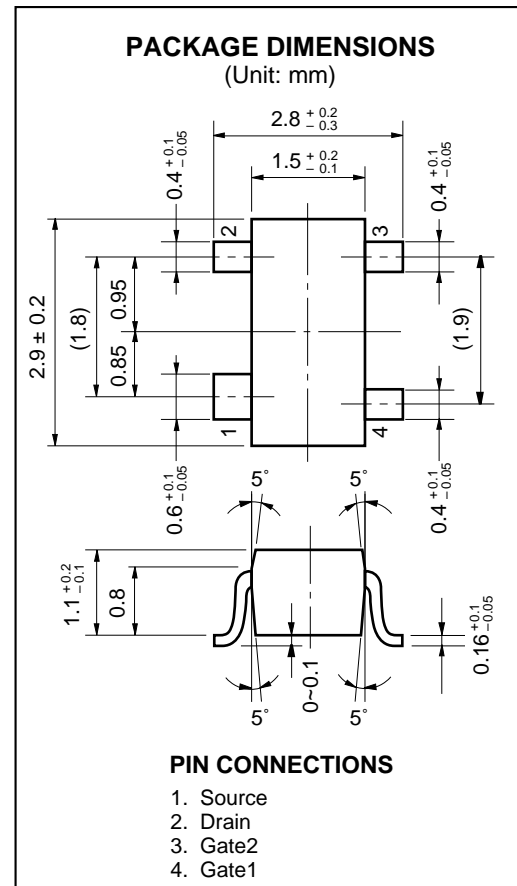 PACKAGE DIMENSIONS
(Unit: mm)
2.8 +0.2 −0.3
1.5 +0.2 −0.1
0.4 +0.1 −0.05
0.4 +0.1 −0.05
2
3
2.9 ± 0.2
(1.8)
0.95
0.85
(1.9)
1
4
0.6 +0.1 −0.05
0.4 +0.1 −0.05
5°
5°
1.1 +0.2 −0.1
0.8
0~0.1
0.16 +0.1 −0.05
5°
5°
PIN CONNECTIONS
1. Source
2. Drain
3. Gate2
4. Gate1